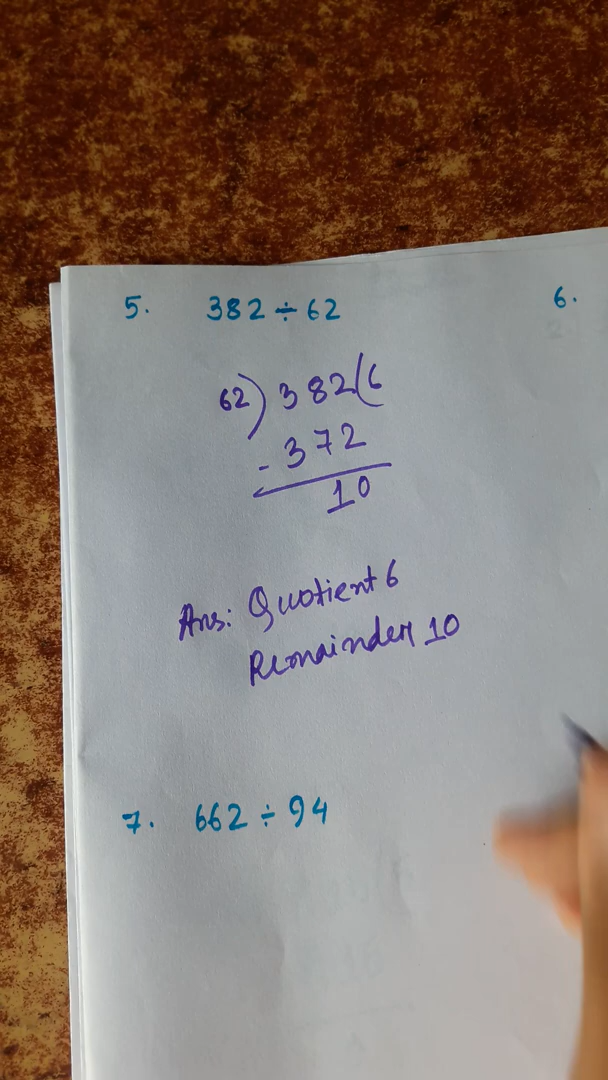 5. 382 ÷ 62
6.
62) 382 (6
- 372
10
Ans: Quotient 6
Remainder 10
7. 662 ÷ 94